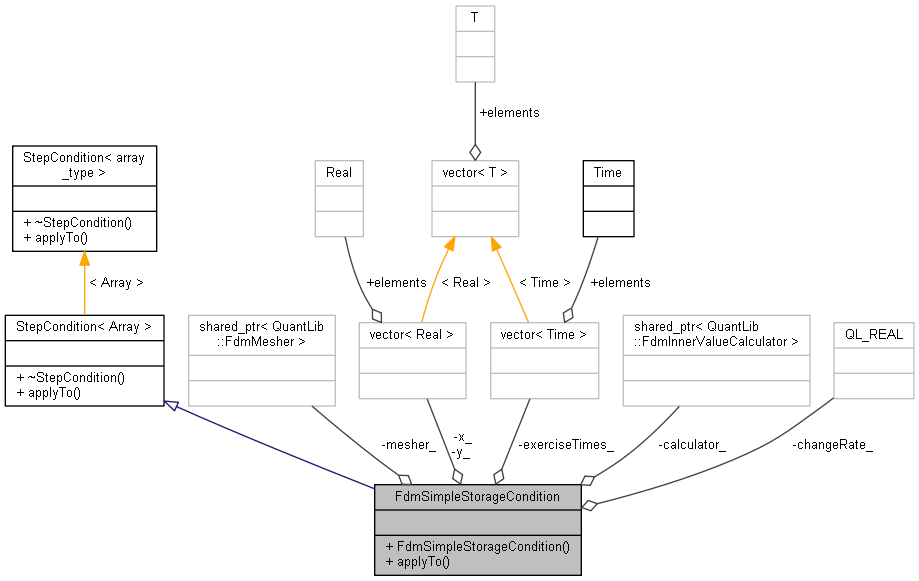 T
+elements
StepCondition< array
_type >
+ ~StepCondition()
+ applyTo()
Real
vector< T >
Time
< Array >
+elements
< Real >
< Time >
+elements
StepCondition< Array >
+ ~StepCondition()
+ applyTo()
shared_ptr< QuantLib
::FdmMesher >
vector< Real >
vector< Time >
shared_ptr< QuantLib
::FdmInnerValueCalculator >
QL_REAL
-mesher_
-x_
-y_
-exerciseTimes_
-calculator_
-changeRate_
FdmSimpleStorageCondition
+ FdmSimpleStorageCondition()
+ applyTo()